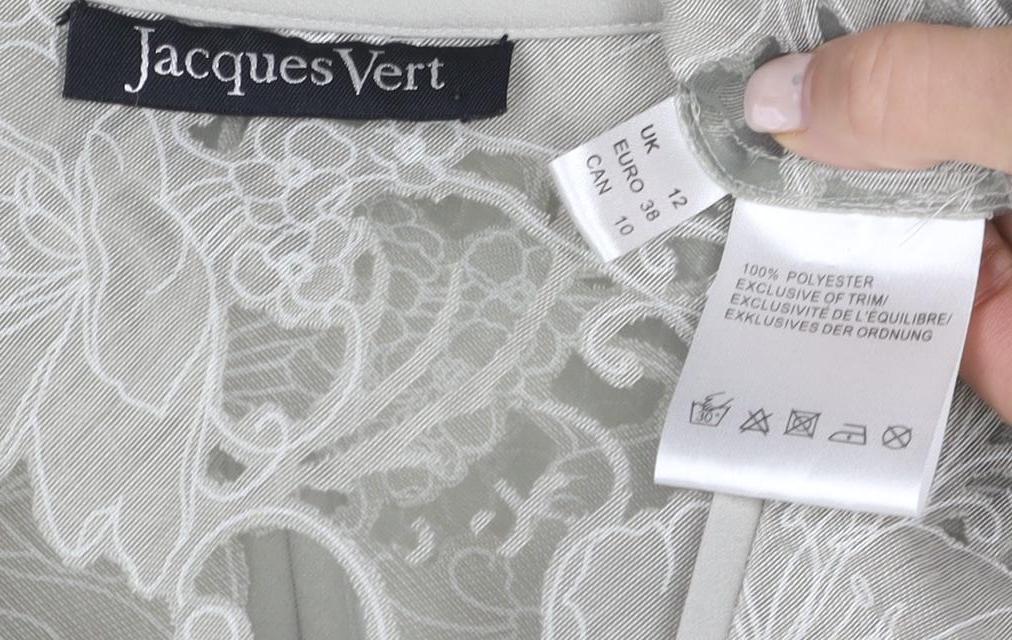 Jacques Vert
UK 12
EURO 38
CAN 10
100% POLYESTER
EXCLUSIVE OF TRIM/
EXCLUSIVITÉ DE L'ÉQUILIBRE/
EXKLUSIVES DER ORDNUNG
30°